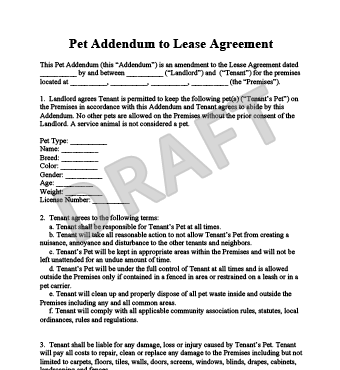 Pet Addendum to Lease Agreement
This Pet Addendum (this “Addendum”) is an amendment to the Lease Agreement dated
__________ by and between __________ (“Landlord”) and (“Tenant”) for the premises
located at __________, __________, __________, __________ (the “Premises”).
1. Landlord agrees Tenant is permitted to keep the following pet(s) (“Tenant’s Pet”) on
the Premises in accordance with this Addendum and Tenant agrees to abide by this
Addendum. No other pets are allowed on the Premises without the prior consent of the
Landlord. A service animal is not considered a pet.
Pet Type: __________
Name: __________
Breed: __________
Color: __________
Gender: __________
Age: __________
Weight: __________
License Number: __________
DRAFT
2. Tenant agrees to the following terms:
a. Tenant shall be responsible for Tenant’s Pet at all times.
b. Tenant will take all reasonable action to not allow Tenant’s Pet from creating a
nuisance, annoyance and disturbance to the other tenants and neighbors.
c. Tenant’s Pet will be kept in appropriate areas within the Premises and will not be
left unattended for an undue amount of time.
d. Tenant’s Pet will be under the full control of Tenant at all times and is allowed
outside the Premises only if contained in a fenced in area or restrained on a leash or in a
pet carrier.
e. Tenant will clean up and properly dispose of all pet waste inside and outside the
Premises including any and all common areas.
f. Tenant will comply with all applicable community association rules, statutes, local
ordinances, rules and regulations.
3. Tenant shall be liable for any damage, loss or injury caused by Tenant’s Pet. Tenant
will pay all costs to repair, clean or replace any damage to the Premises including but not
limited to carpets, floors, tiles, walls, doors, screens, windows, blinds, drapes, cabinets,
landscaping and fences.